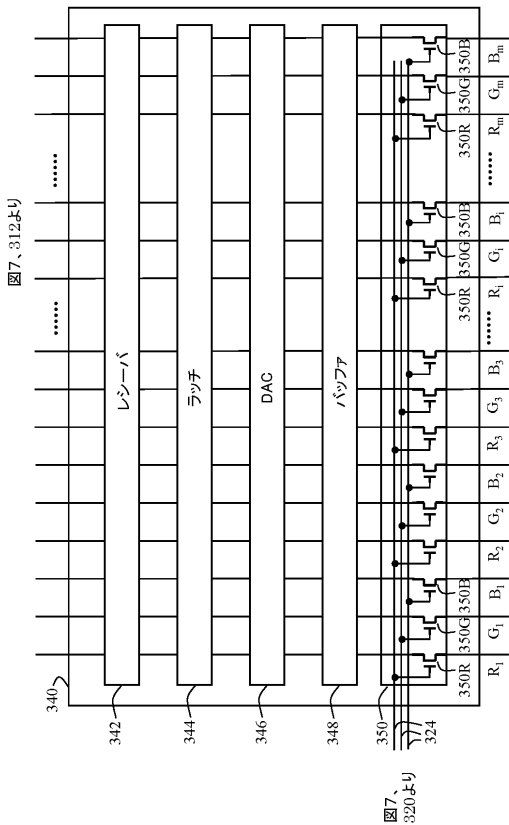 図7、312より
340
......
......
レシーバ
342
ラッチ
344
DAC
346
バッファ
348
350
324
図7、
320より
350R
350G
350B
350R
350G
350B
350R
350G
350B
R1
G1
B1
R2
G2
B2
R3
G3
B3
......
Ri
Gi
Bi
......
Rm
Gm
Bm